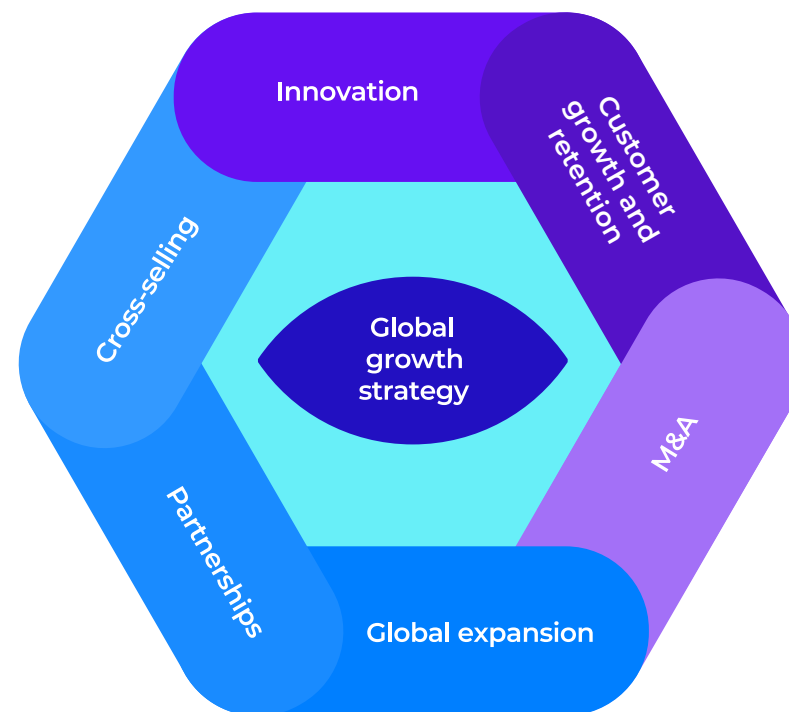 Innovation
Customer
growth and
retention
Cross-selling
Global
growth
strategy
M&A
Partnerships
Global expansion